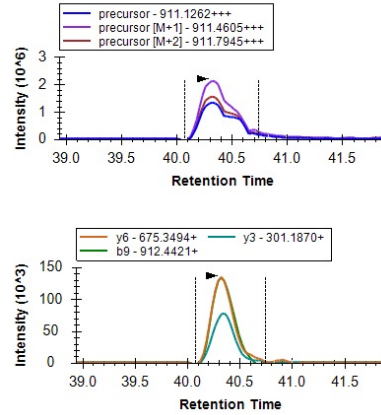 precursor - 911.1262+++
precursor [M+1] - 911.4605+++
precursor [M+2] - 911.7945+++
Intensity (10^6)
3
2
1
0
39.0 39.5 40.0 40.5 41.0 41.5
Retention Time
y6 - 675.3494+ y3 - 301.1870+
b9 - 912.4421+
Intensity (10^3)
150
100
50
0
39.0 39.5 40.0 40.5 41.0 41.5
Retention Time